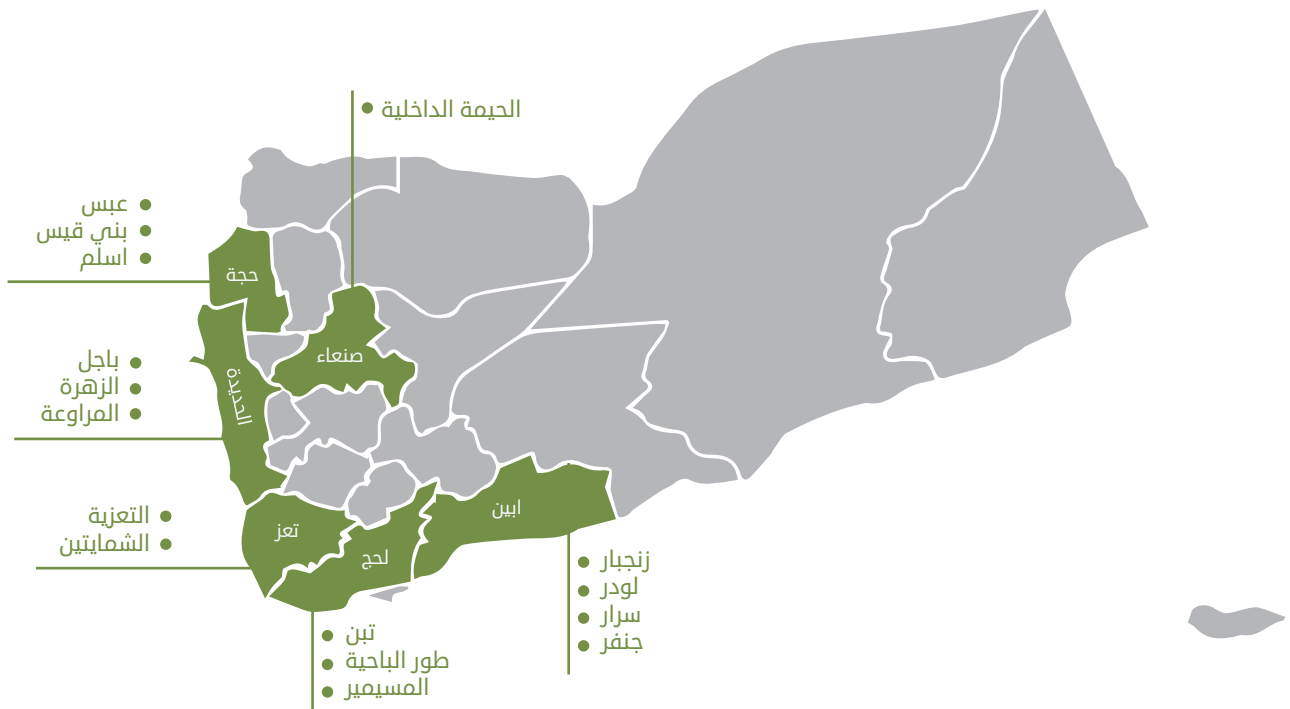 الحيمة الداخلية
عبس
بني قيس
اسلم
حجة
صنعاء
باجل
الزهرة
المراوعة
الحديدة
التعزية
الشمايتين
تعز
لحج
ابين
زنجبار
لودر
سرار
جنفر
تبن
طور الباحية
المسيمير